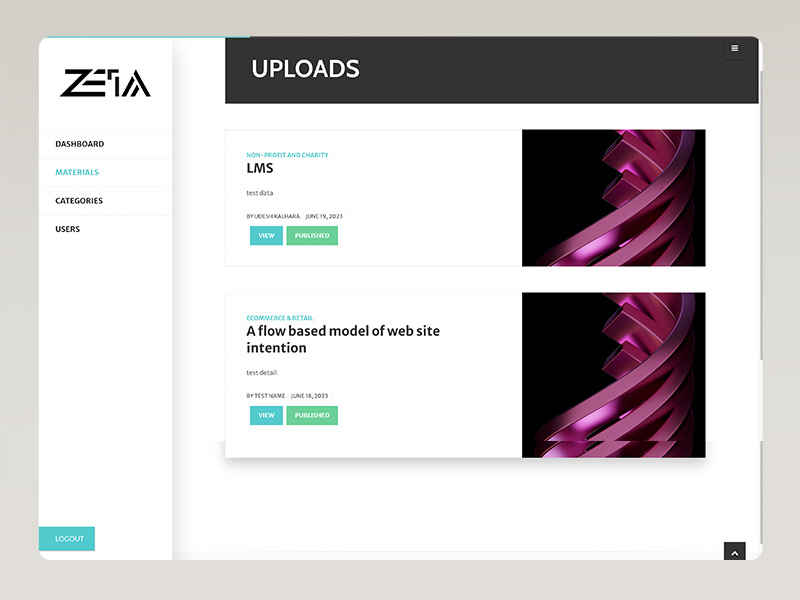 ZETA
UPLOADS
DASHBOARD
MATERIALS
CATEGORIES
USERS
LOGOUT
NON-PROFIT AND CHARITY
LMS
test data
BY UDESH KALHARA JUNE 19, 2023
VIEW PUBLISHED
ECOMMERCE & RETAIL
A flow based model of web site
intention
test detail
BY TEST NAME JUNE 18, 2023
VIEW PUBLISHED